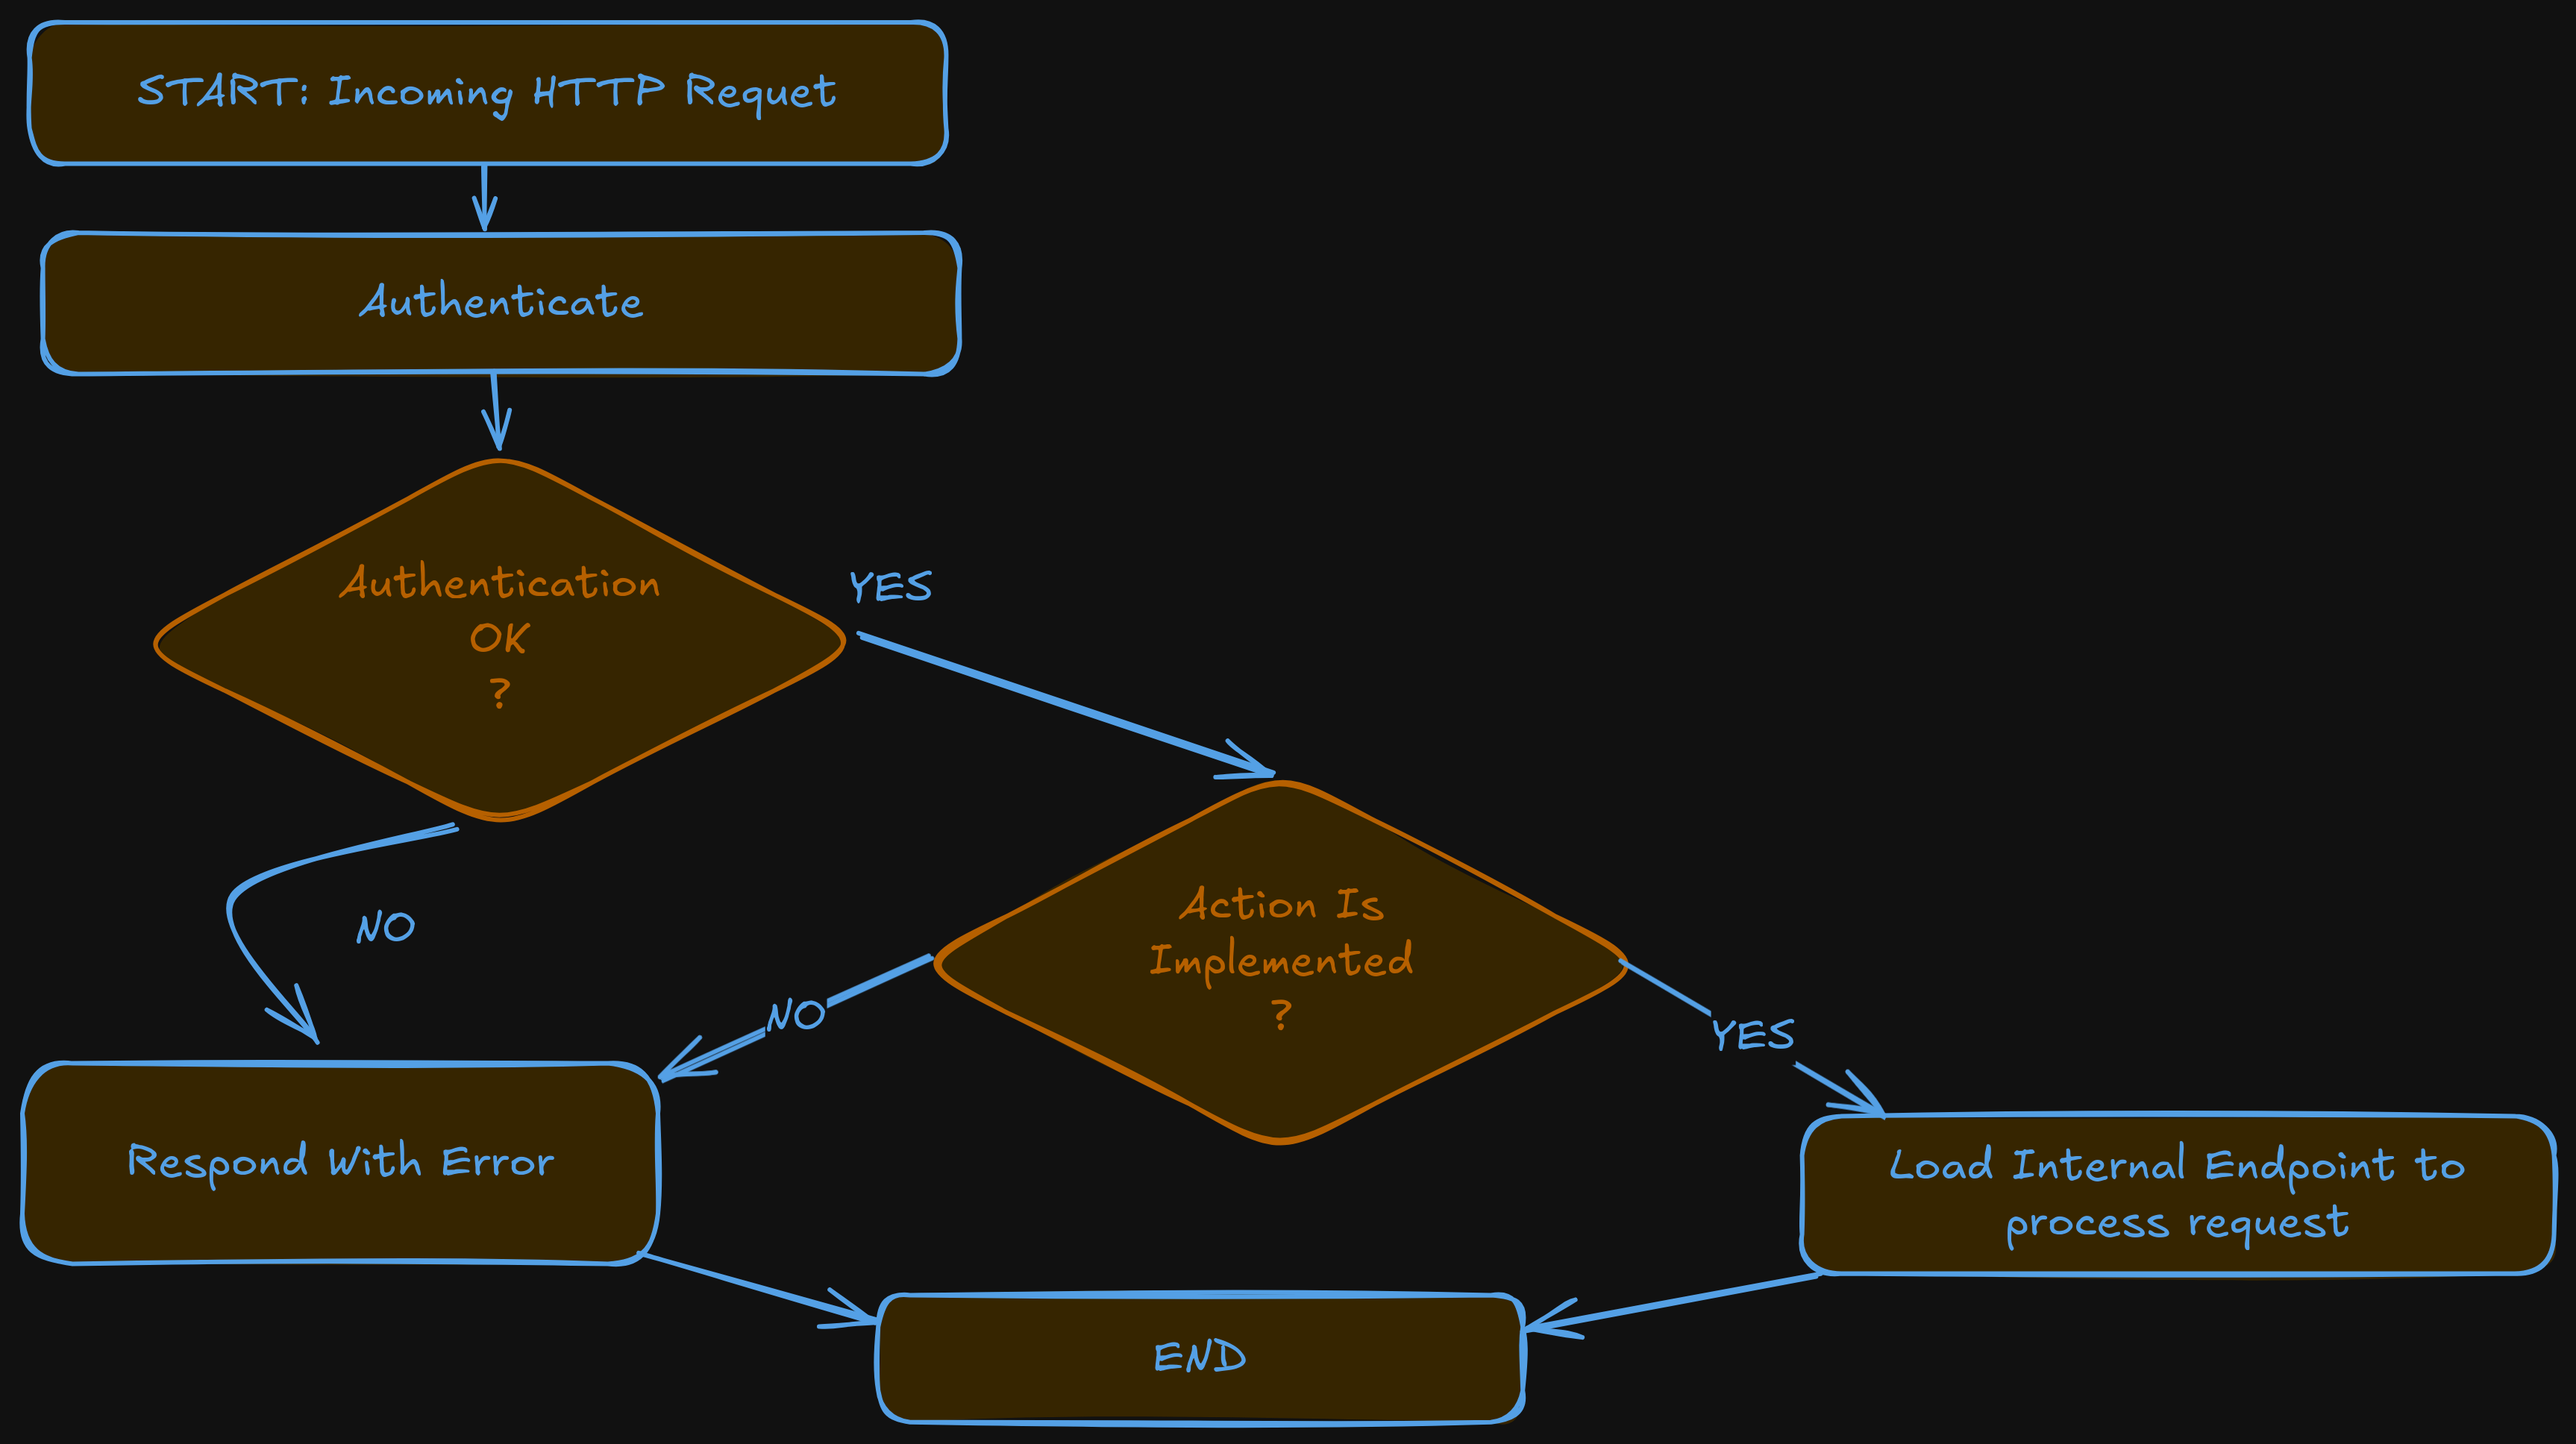 START: Incoming HTTP Requet
Authenticate
Authentication
OK
?
YES
NO
Action Is
Implemented
?
NO
YES
Respond With Error
Load Internal Endpoint to
process request
END